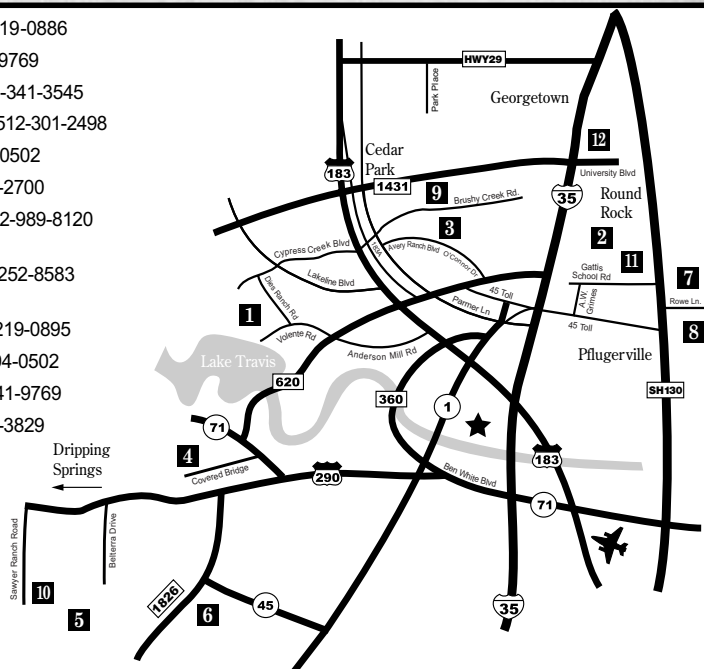 19-0886
9769
-341-3545
512-301-2498
0502
-2700
2-989-8120
252-8583
219-0895
04-0502
41-9769
-3829
HWY29
Park Place
Georgetown
Cedar
Park
183
1431
12
University Blvd
35
Round
Rock
9
Brushy Creek Rd.
3
2
Cypress Creek Blvd
183A
Avery Ranch Blvd
O'Connor Dr
Gattis
School Rd
11
7
Lakeline Blvd
Dies Ranch Rd
45 Toll
A.W.
Grimes
Rowe Ln.
1
Parmer Ln
45 Toll
8
Volente Rd
Anderson Mill Rd
Pflugerville
Lake Travis
620
360
1
SH130
71
Dripping
Springs
4
Covered Bridge
290
Ben White Blvd
183
71
Sawyer Ranch Road
Belterra Drive
10
5
1826
6
45
35